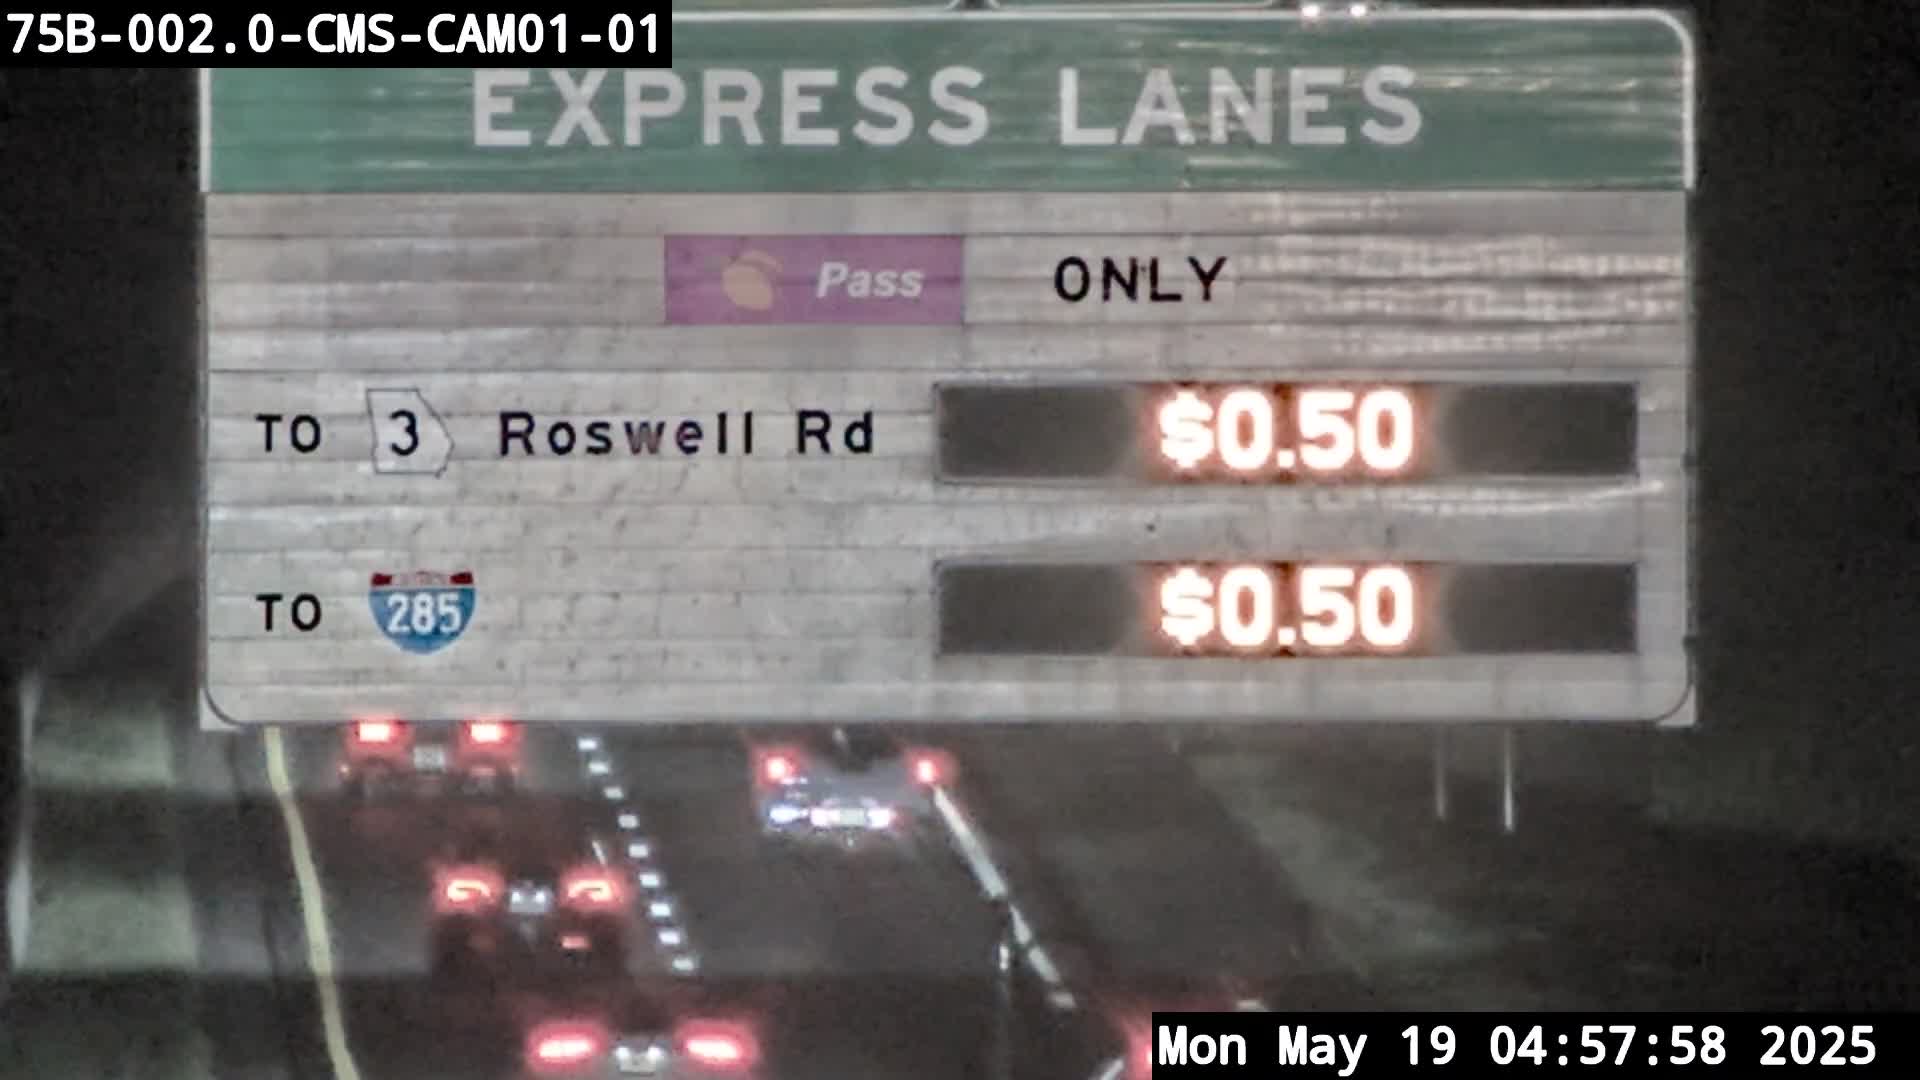 75B-002.0-CMS-CAM01-01
EXPRESS LANES
Pass ONLY
TO 3 Roswell Rd $0.50
TO 285 $0.50
Mon May 19 04:57:58 2025